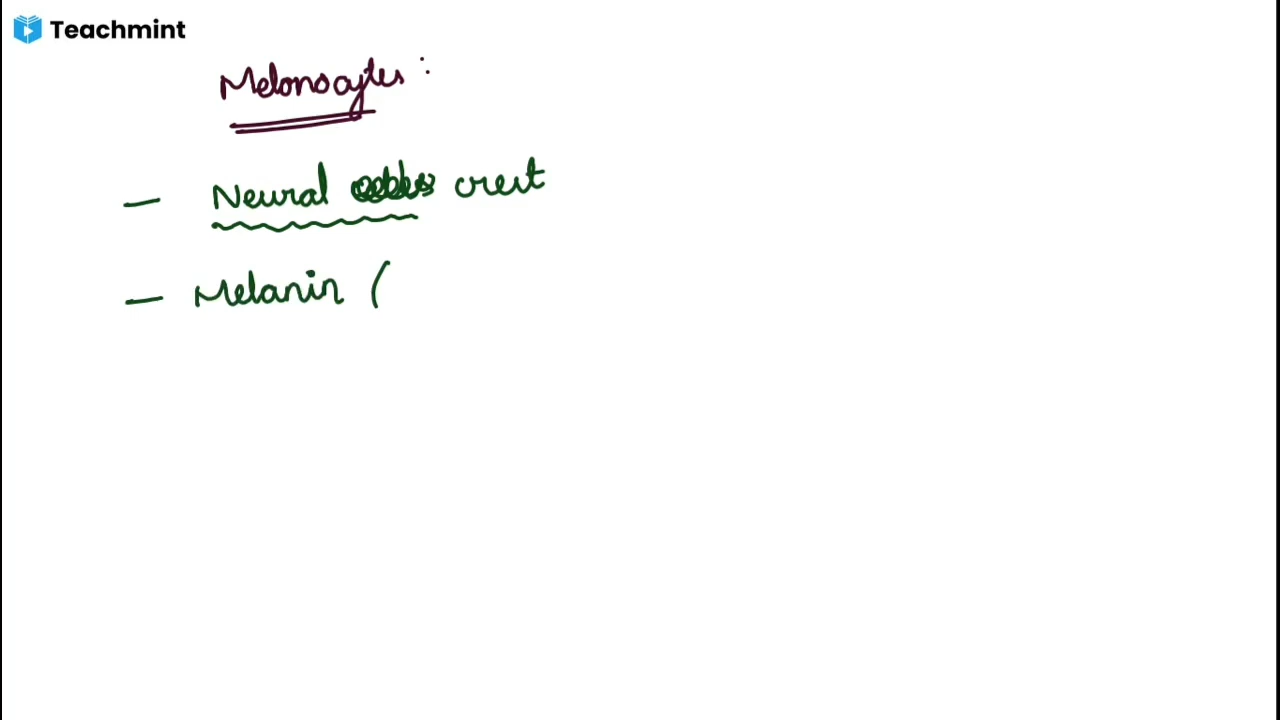 Teachmint
Melonocytes :
— Neural crest
— Melanin (